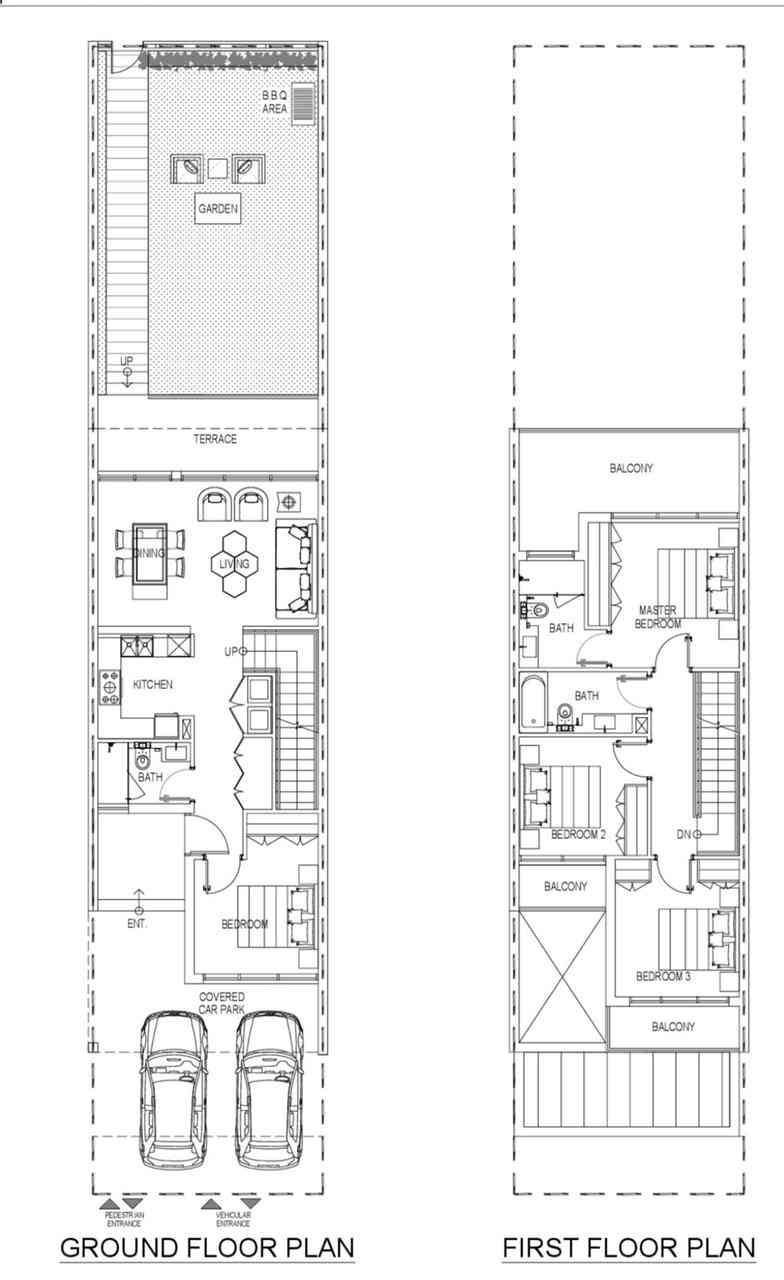 B.B.Q
AREA
GARDEN
UP
TERRACE
DINING
LIVING
UP
KITCHEN
BATH
ENT.
BEDROOM
COVERED
CAR PARK
PEDESTRIAN
ENTRANCE
VEHICULAR
ENTRANCE
GROUND FLOOR PLAN
BALCONY
MASTER
BEDROOM
BATH
BATH
BEDROOM 2
DN
BALCONY
BEDROOM 3
BALCONY
FIRST FLOOR PLAN